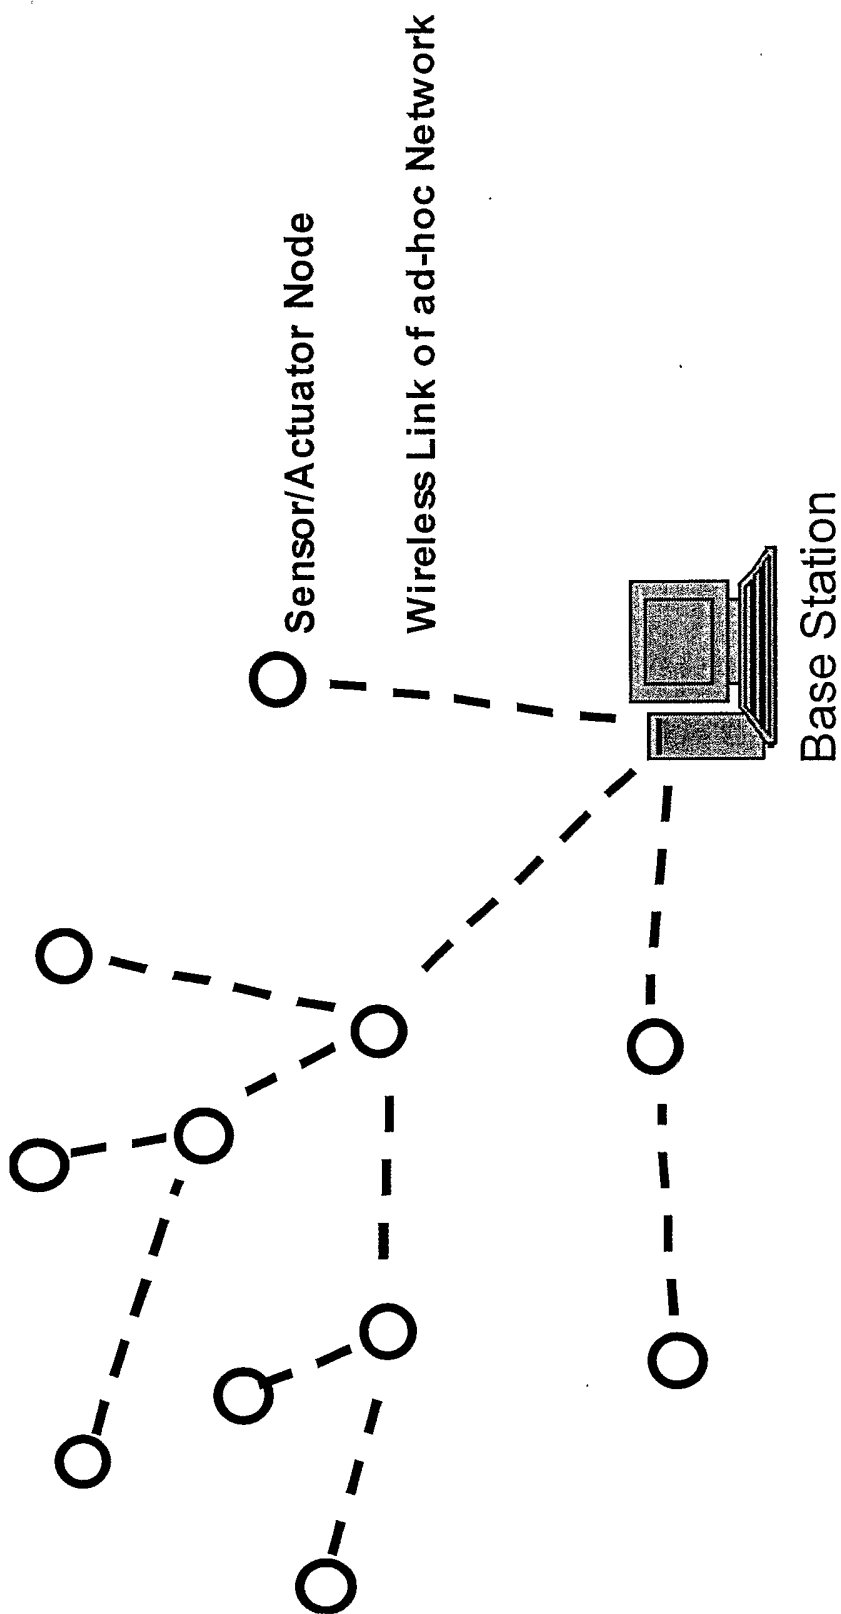 Sensor/Actuator Node
Wireless Link of ad-hoc Network
Base Station